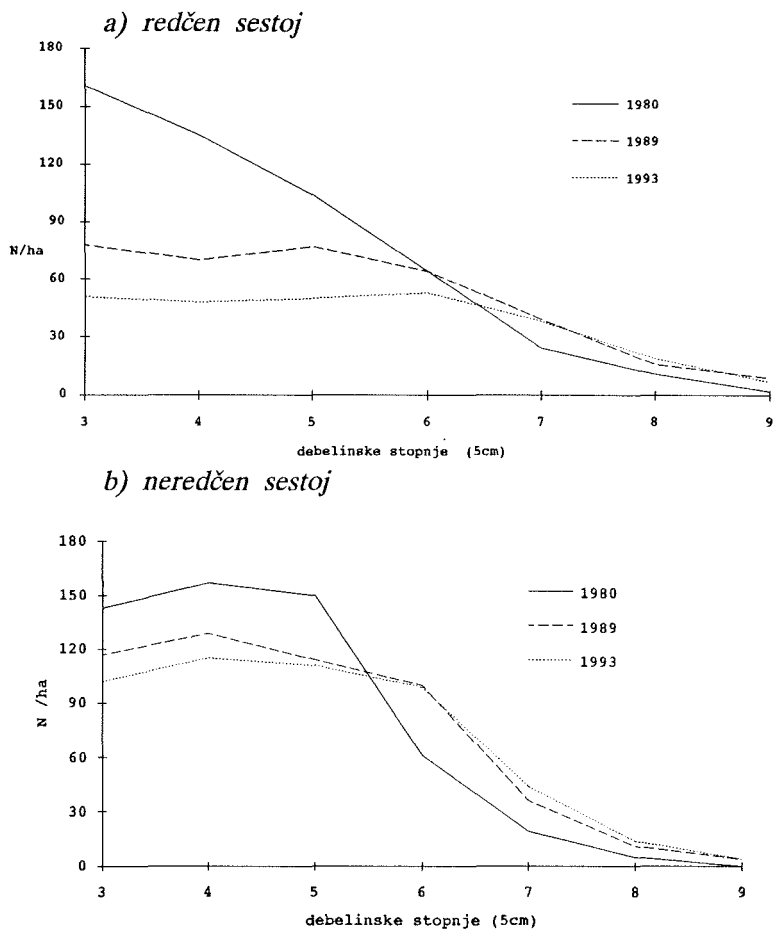 a) redčen sestoj
180
150
120
90
60
30
0
N/ha
1980
1989
1993
3 4 5 6 7 8 9
debelinske stopnje (5cm)
b) neredčen sestoj
180
150
120
90
60
30
0
N /ha
1980
1989
1993
3 4 5 6 7 8 9
debelinske stopnje (5cm)